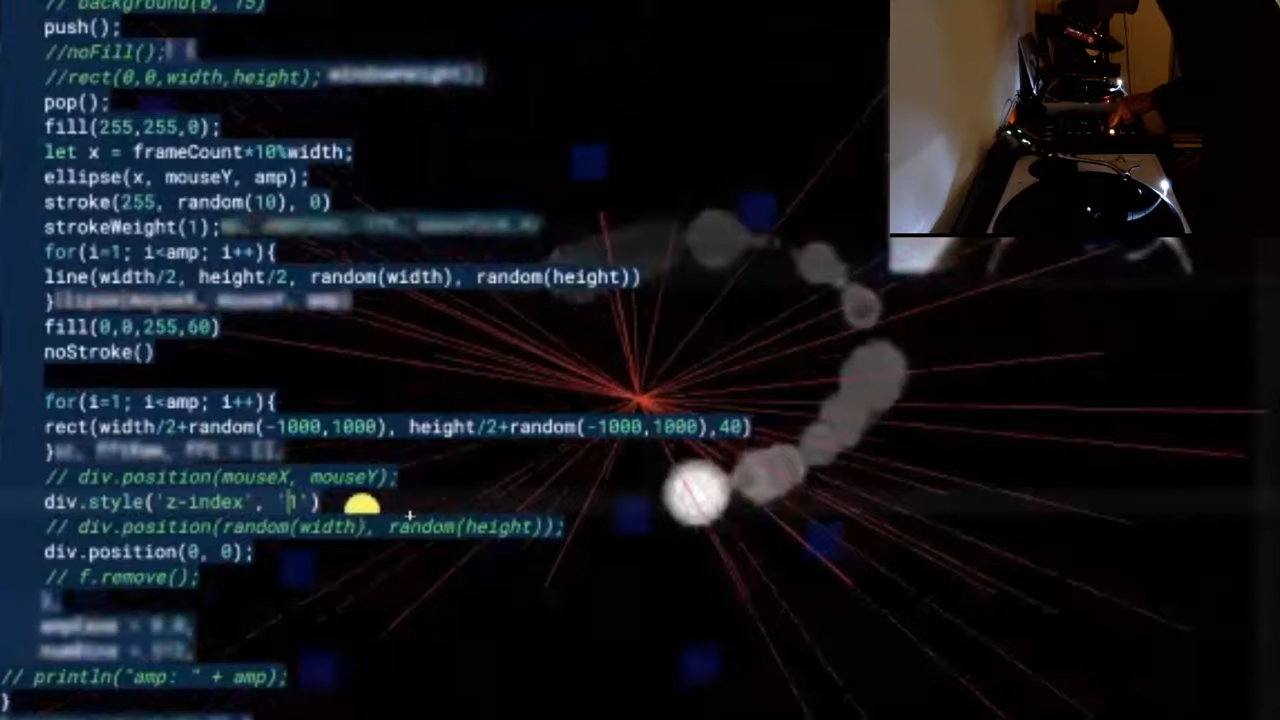 // background(0, 15)
push();
//noFill();
//rect(0,0,width,height);
pop();
fill(255,255,0);
let x = frameCount*10%width;
ellipse(x, mouseY, amp);
stroke(255, random(10), 0)
strokeWeight(1);
for(i=1; i<amp; i++){
line(width/2, height/2, random(width), random(height))
}
fill(0,0,255,60)
noStroke()
for(i=1; i<amp; i++){
rect(width/2+random(-1000,1000), height/2+random(-1000,1000),40)
}
// div.position(mouseX, mouseY);
div.style('z-index', '1')
// div.position(random(width), random(height));
div.position(0, 0);
// f.remove();
// println("amp: " + amp);
}